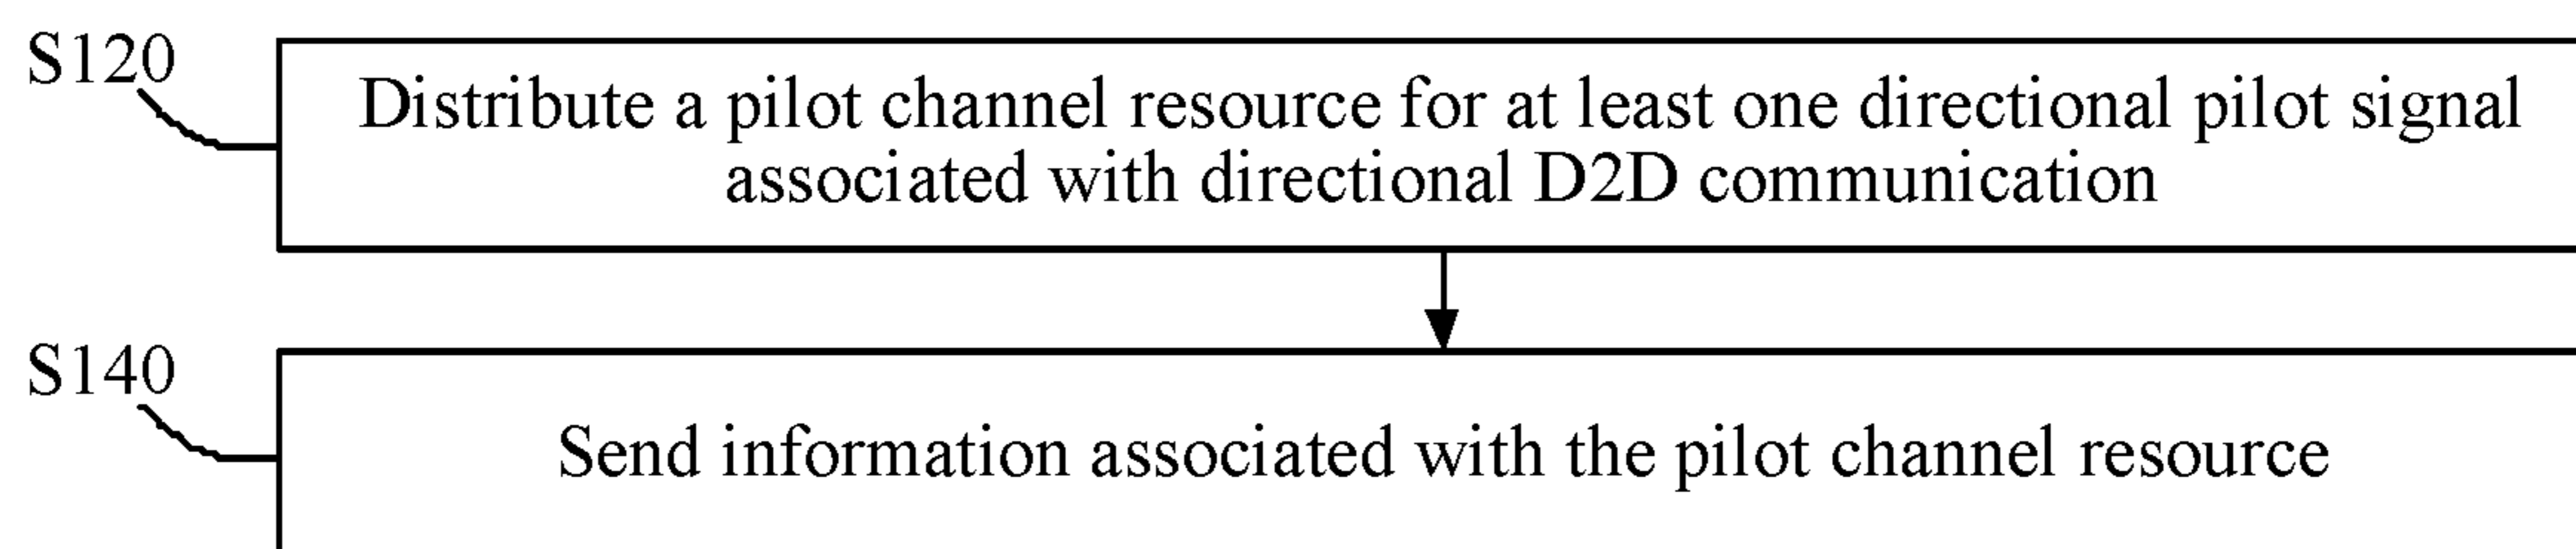 S120
Distribute a pilot channel resource for at least one directional pilot signal
associated with directional D2D communication
S140
Send information associated with the pilot channel resource